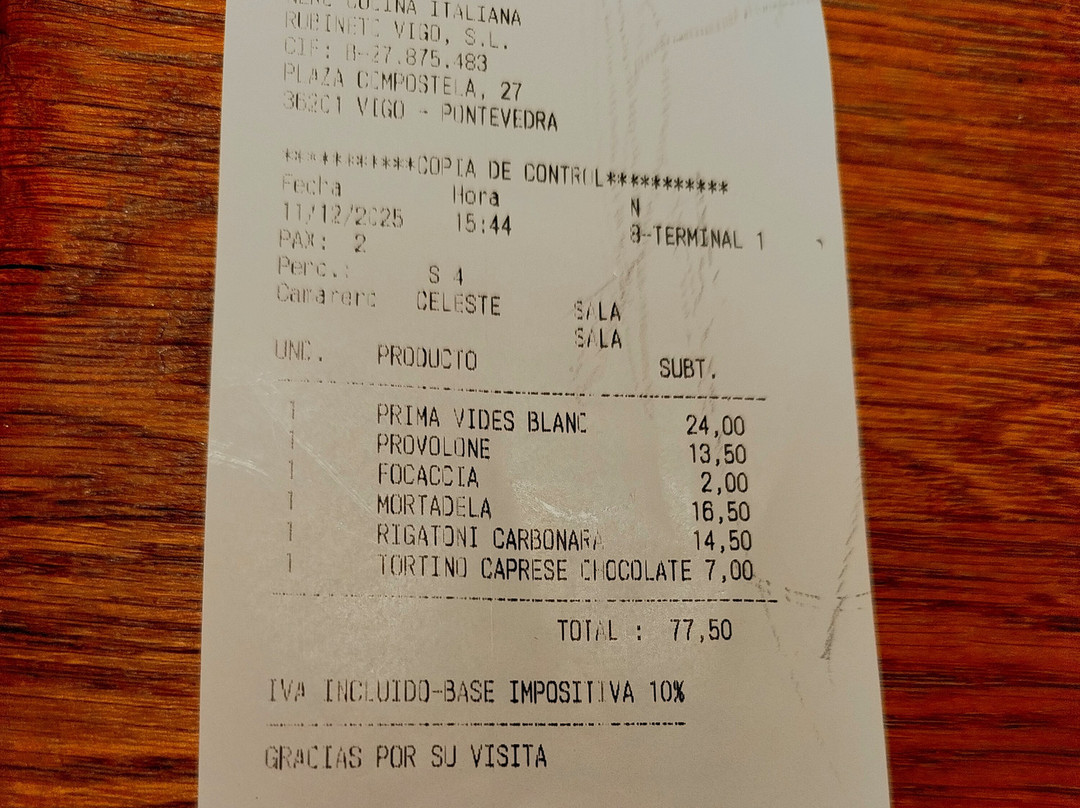 COCINA ITALIANA
RUBINETC VIGO, S.L.
CIF: B-27.875.483
PLAZA COMPOSTELA, 27
36201 VIGO - PONTEVEDRA
***********COPIA DE CONTROL***********
Fecha Hora N
11/12/2025 15:44 8-TERMINAL 1
PAX: 2
Perc.: S 4
Camarero CELESTE SALA
SALA
UND. PRODUCTO SUBT.
1 PRIMA VIDES BLANC 24,00
1 PROVOLONE 13,50
1 FOCACCIA 2,00
1 MORTADELA 16,50
1 RIGATONI CARBONARA 14,50
1 TORTINO CAPRESE CHOCOLATE 7,00
TOTAL : 77,50
IVA INCLUIDO-BASE IMPOSITIVA 10%
GRACIAS POR SU VISITA